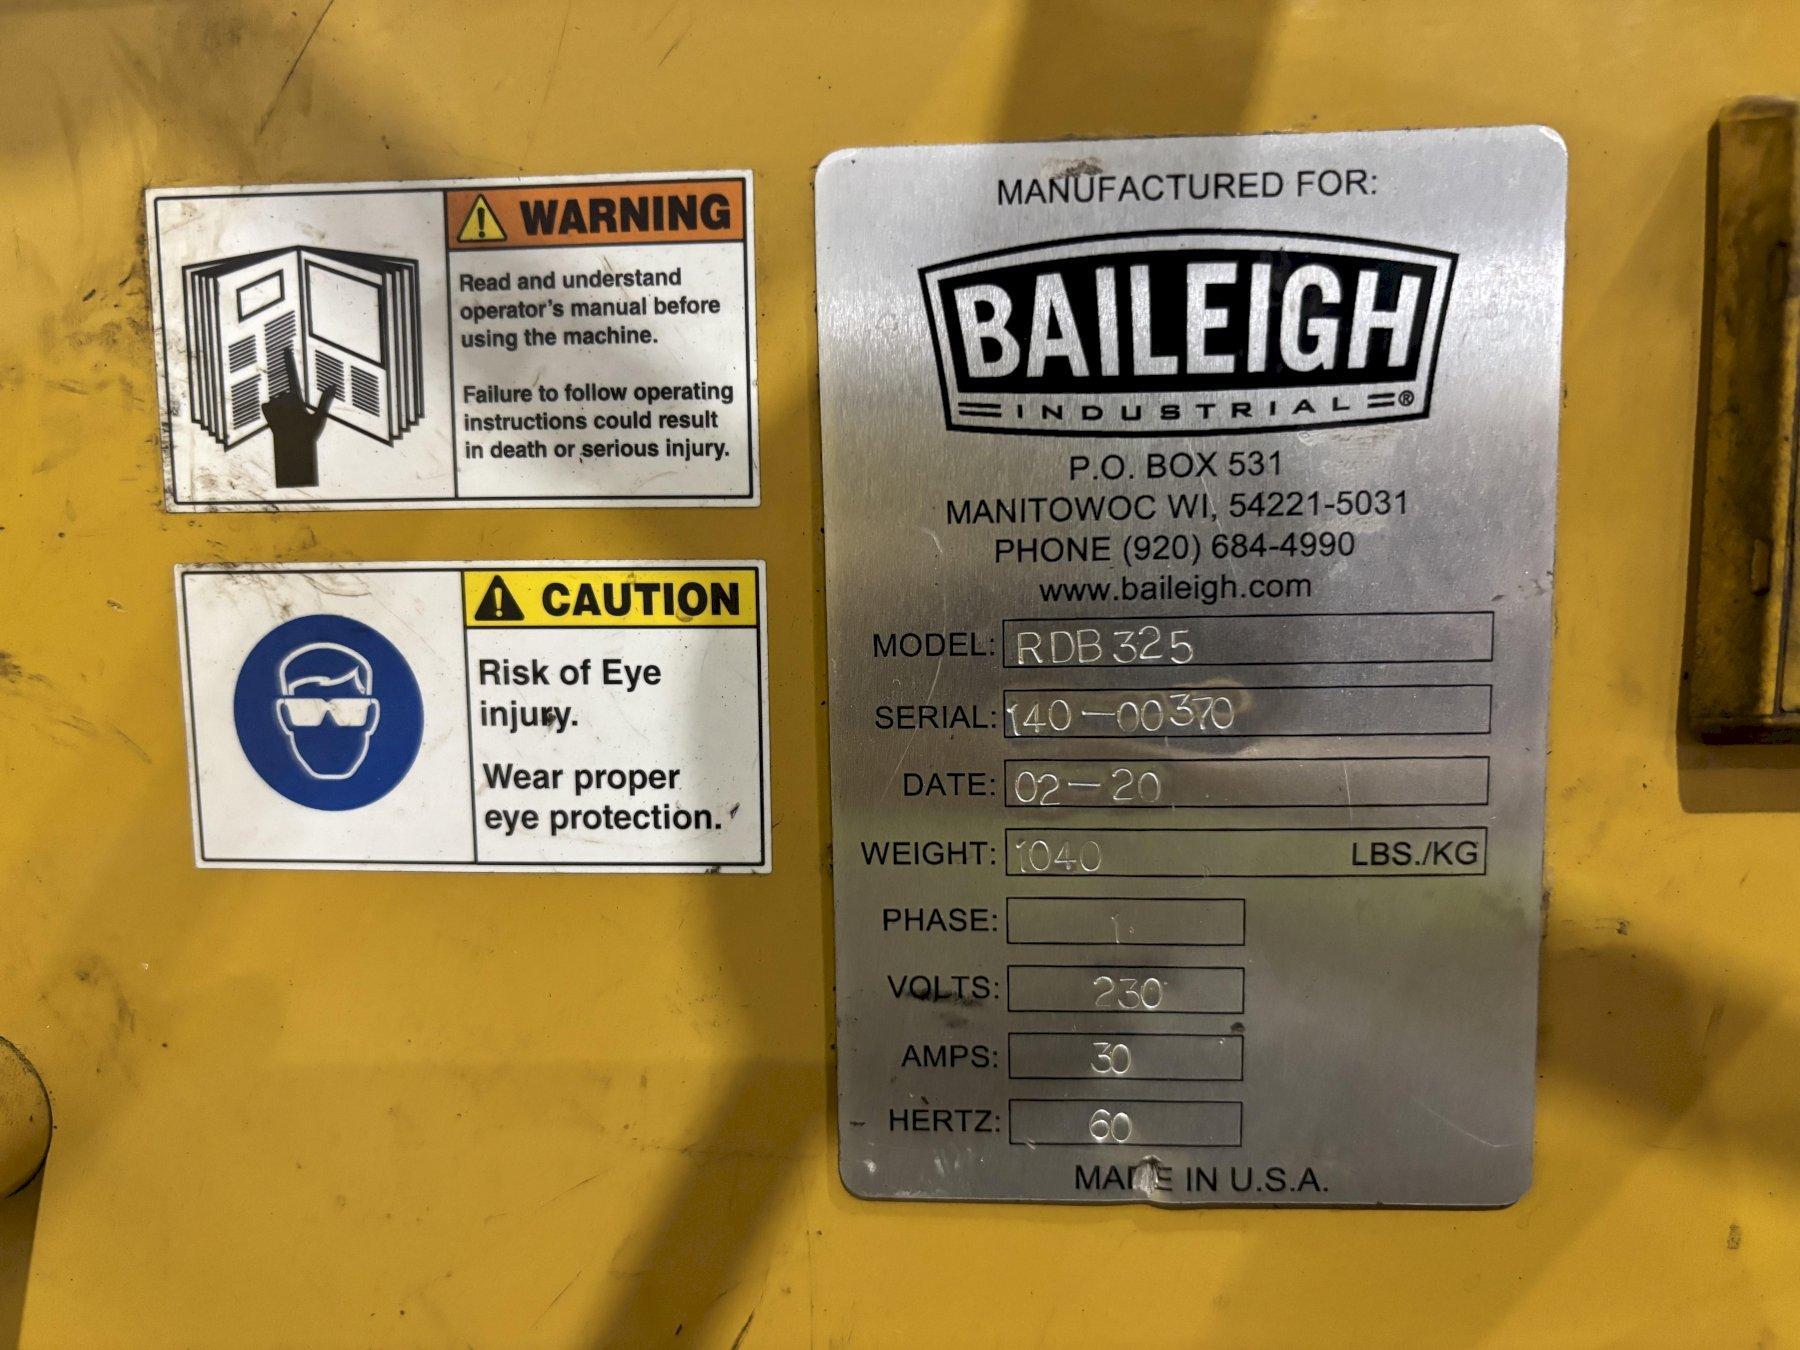 WARNING
Read and understand
operator's manual before
using the machine.
Failure to follow operating
instructions could result
in death or serious injury.
CAUTION
Risk of Eye
injury.
Wear proper
eye protection.
MANUFACTURED FOR:
BAILEIGH
INDUSTRIAL®
P.O. BOX 531
MANITOWOC WI, 54221-5031
PHONE (920) 684-4990
www.baileigh.com
MODEL: RDB325
SERIAL: 140-00370
DATE: 02-20
WEIGHT: 1040 LBS./KG
PHASE: 1
VOLTS: 230
AMPS: 30
HERTZ: 60
MADE IN U.S.A.